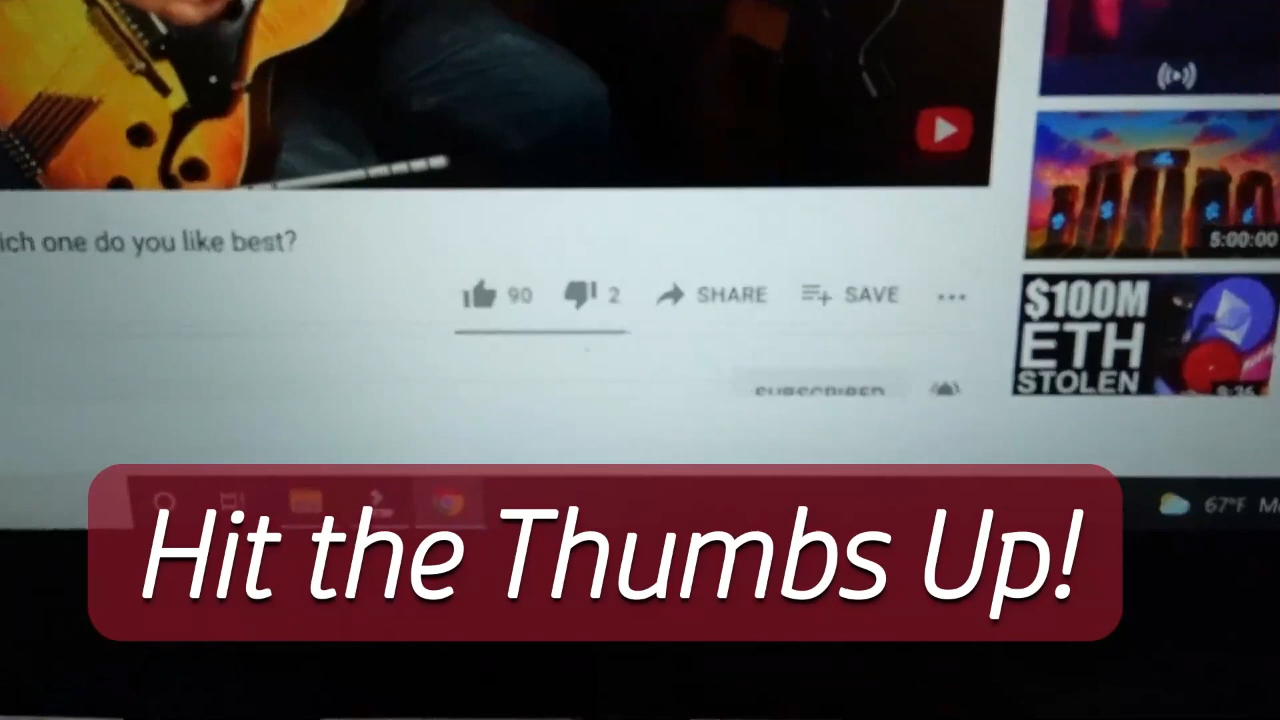 ich one do you like best?
90 2 SHARE SAVE
SUBSCRIBED
5:00:00
$100M
ETH
STOLEN
67°F
Hit the Thumbs Up!